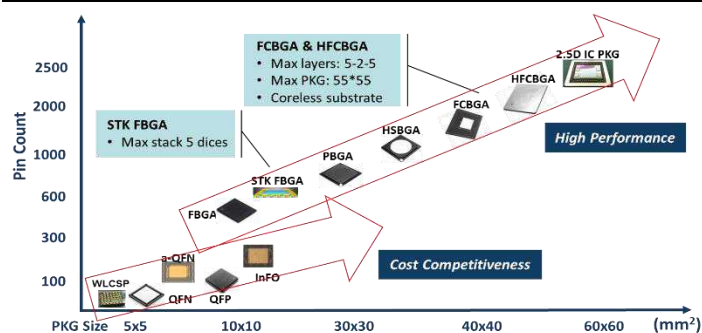 FCBGA & HFCBGA
• Max layers: 5-2-5
• Max PKG: 55*55
• Coreless substrate
2.5D IC PKG
HFCBGA
FCBGA
HSBGA
PBGA
STK FBGA
• Max stack 5 dices
STK FBGA
FBGA
High Performance
Pin Count
2500
2000
1000
600
300
100
a-QFN
InFO
WLCSP
QFN
QFP
Cost Competitiveness
PKG Size
5x5
10x10
30x30
40x40
60x60
(mm²)